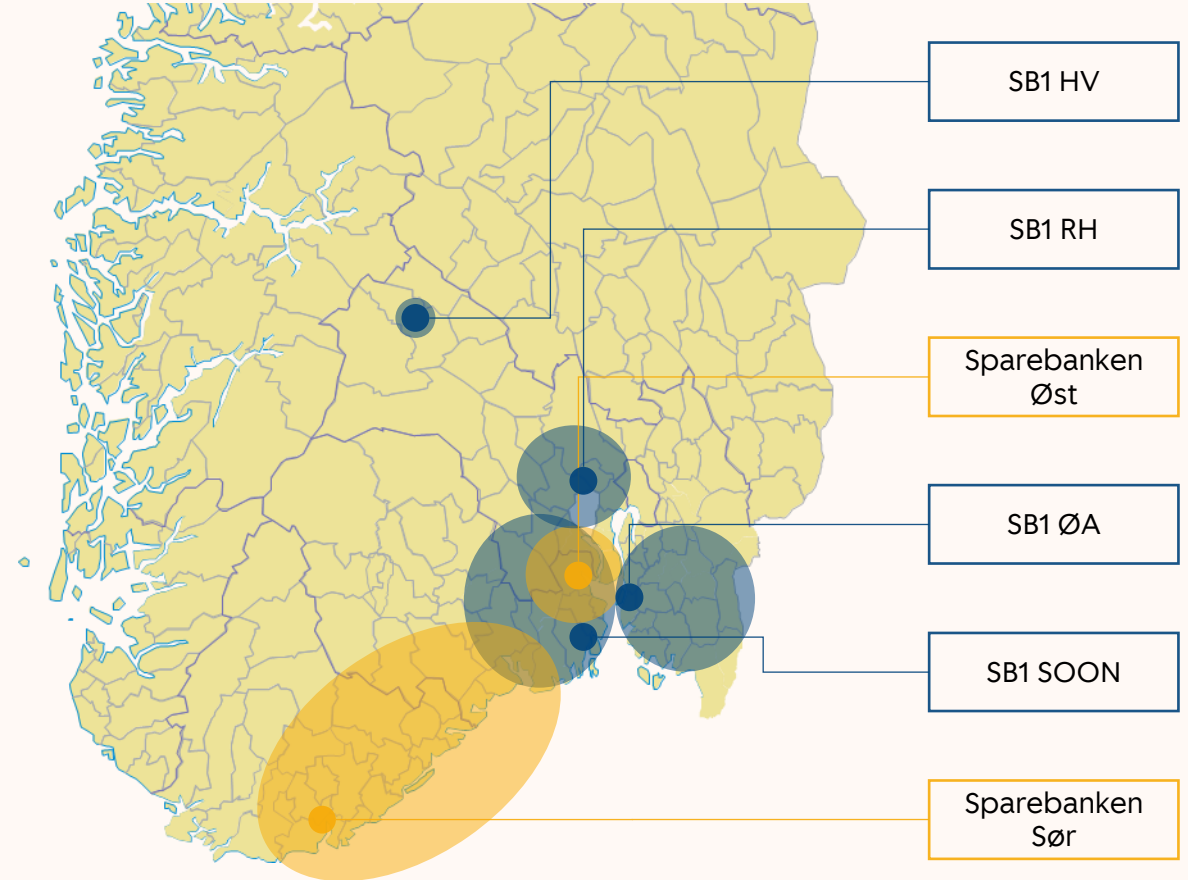 SB1 HV
SB1 RH
Sparebanken
Øst
SB1 ØA
SB1 SOON
Sparebanken
Sør